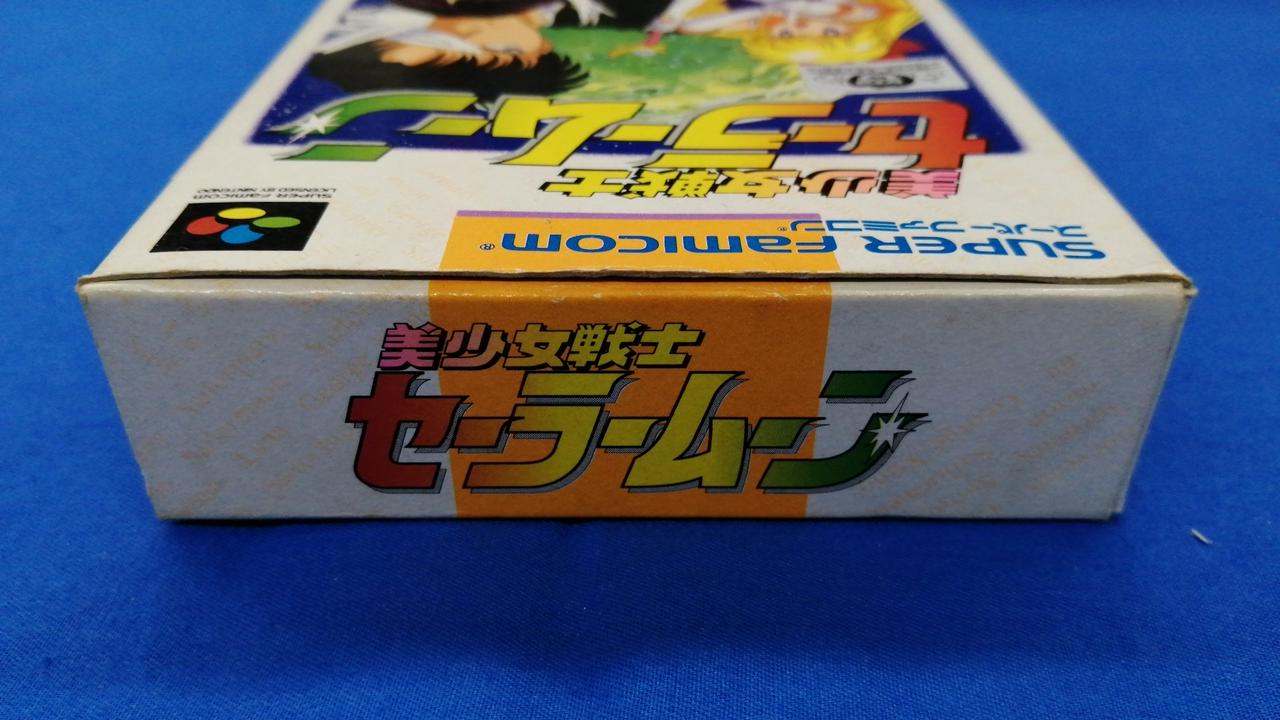 美少女戦士
セーラームーン
SUPER FAMICOM®
スーパーファミコン®
美少女戦士
セーラームーン
SUPER FAMICOM
LICENSED BY NINTENDO